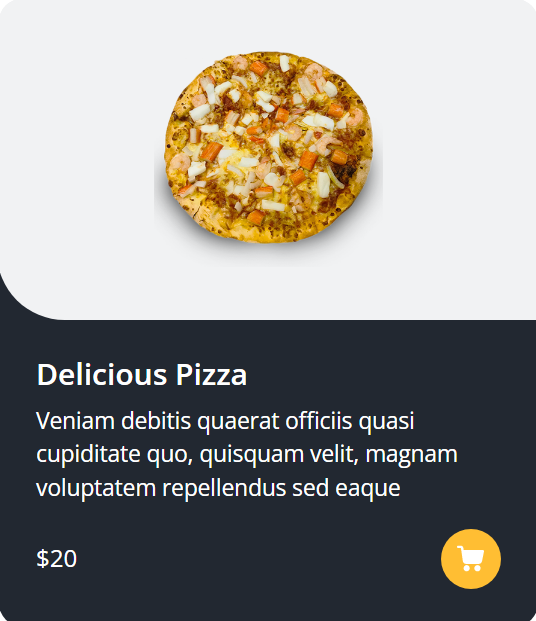 Delicious Pizza
Veniam debitis quaerat officiis quasi
cupiditate quo, quisquam velit, magnam
voluptatem repellendus sed eaque
$20